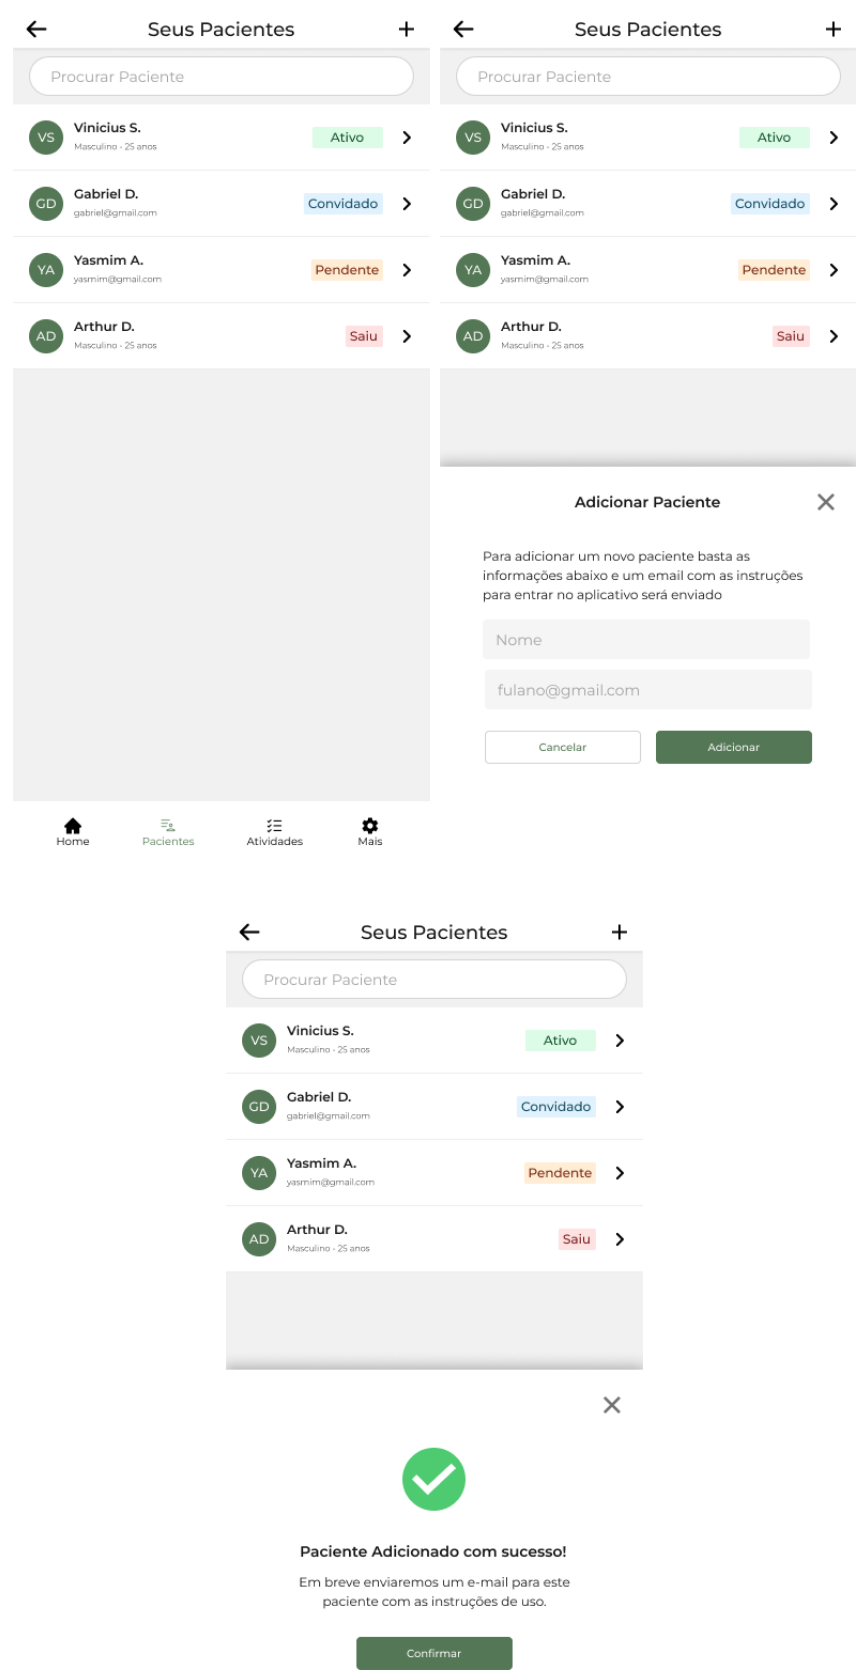 Seus Pacientes
Procurar Paciente
VS
Vinicius S.
Masculino - 25 anos
Ativo
GD
Gabriel D.
gabriel@gmail.com
Convidado
YA
Yasmim A.
yasmim@gmail.com
Pendente
AD
Arthur D.
Masculino - 25 anos
Saiu
Home
Pacientes
Atividades
Mais
Seus Pacientes
Procurar Paciente
VS
Vinicius S.
Masculino - 25 anos
Ativo
GD
Gabriel D.
gabriel@gmail.com
Convidado
YA
Yasmim A.
yasmim@gmail.com
Pendente
AD
Arthur D.
Masculino - 25 anos
Saiu
Adicionar Paciente
Para adicionar um novo paciente basta as
informações abaixo e um email com as instruções
para entrar no aplicativo será enviado
Nome
fulano@gmail.com
Cancelar
Adicionar
Seus Pacientes
Procurar Paciente
VS
Vinicius S.
Masculino - 25 anos
Ativo
GD
Gabriel D.
gabriel@gmail.com
Convidado
YA
Yasmim A.
yasmim@gmail.com
Pendente
AD
Arthur D.
Masculino - 25 anos
Saiu
Paciente Adicionado com sucesso!
Em breve enviaremos um e-mail para este
paciente com as instruções de uso.
Confirmar